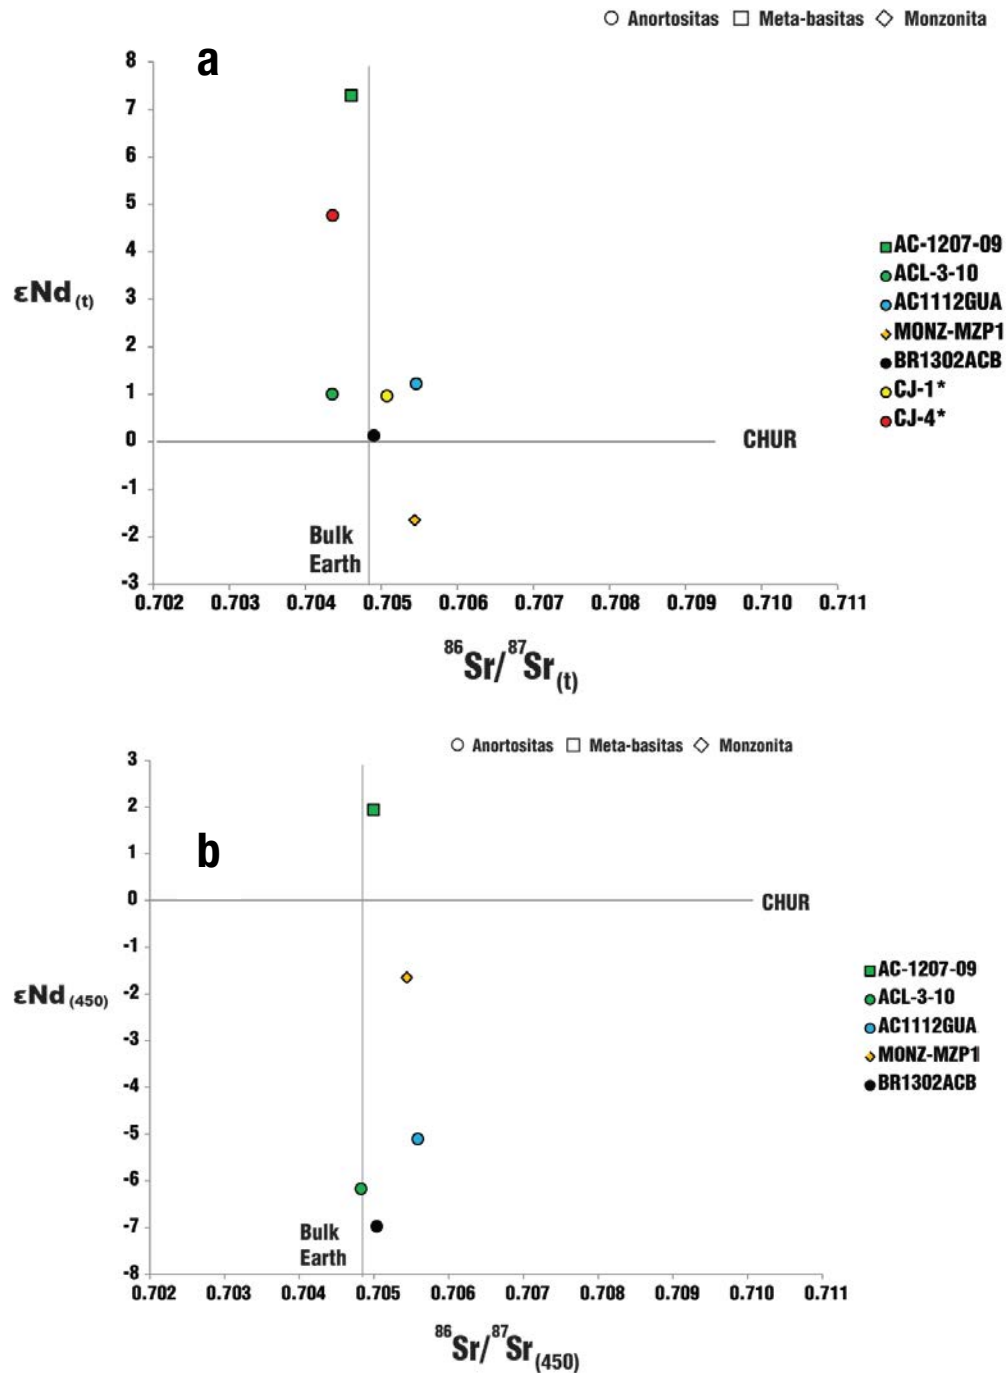 ○ Anortositas □ Meta-basitas ◇ Monzonita
a
8
7
6
5
4
3
2
1
0
-1
-2
-3
εNd (t)
AC-1207-09
ACL-3-10
AC1112GUA
MONZ-MZP1
BR1302ACB
CJ-1*
CJ-4*
CHUR
Bulk
Earth
0.702 0.703 0.704 0.705 0.706 0.707 0.708 0.709 0.710 0.711
86Sr/87Sr(t)
○ Anortositas □ Meta-basitas ◇ Monzonita
b
3
2
1
0
-1
-2
-3
-4
-5
-6
-7
-8
CHUR
εNd (450)
AC-1207-09
ACL-3-10
AC1112GUA
MONZ-MZP1
BR1302ACB
Bulk
Earth
0.702 0.703 0.704 0.705 0.706 0.707 0.708 0.709 0.710 0.711
86Sr/87Sr(450)